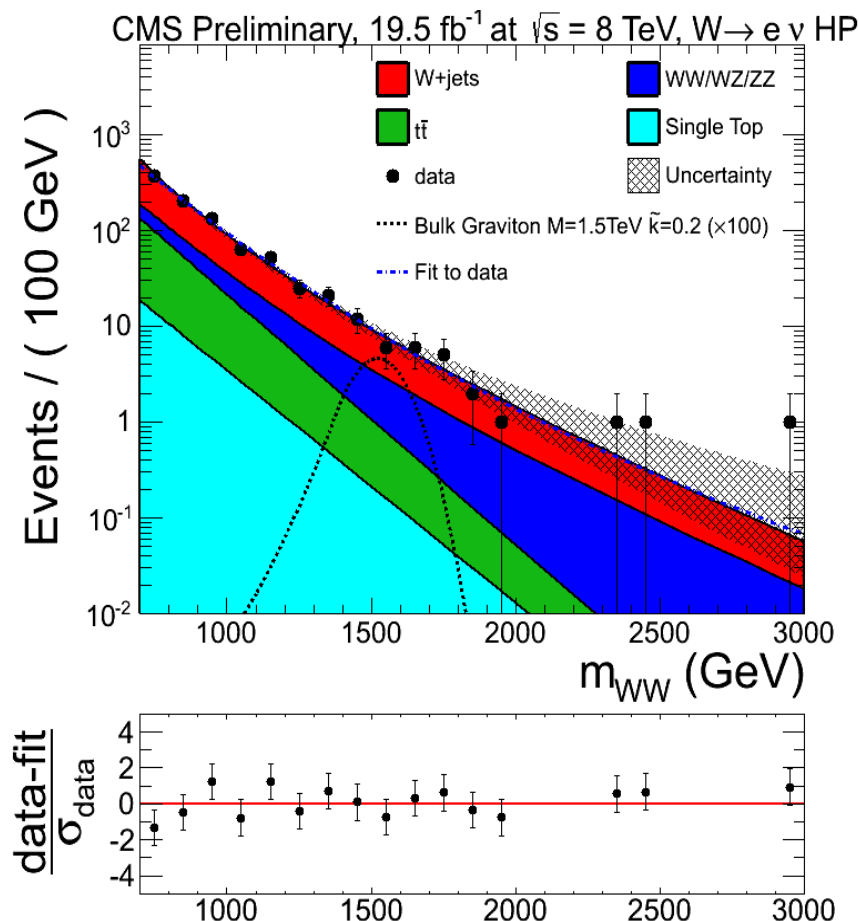 CMS Preliminary, 19.5 fb⁻¹ at √s = 8 TeV, W→ e ν HP
W+jets
WW/WZ/ZZ
tt̄
Single Top
data
Uncertainty
Bulk Graviton M=1.5TeV k̃=0.2 (×100)
Fit to data
Events / ( 100 GeV )
10³
10²
10
1
10⁻¹
10⁻²
1000 1500 2000 2500 3000
m_WW (GeV)
data-fit
σ_data
4
2
0
-2
-4
1000 1500 2000 2500 3000